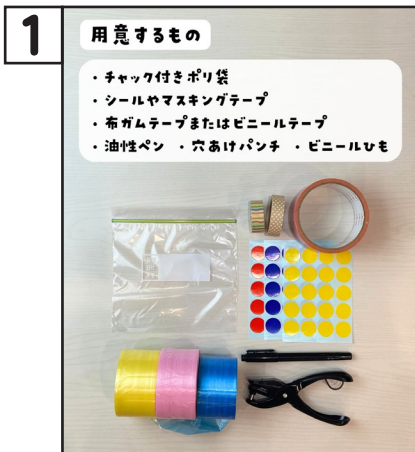 1
用意するもの
・チャック付きポリ袋
・シールやマスキングテープ
・布ガムテープまたはビニールテープ
・油性ペン ・穴あけパンチ ・ビニールひも